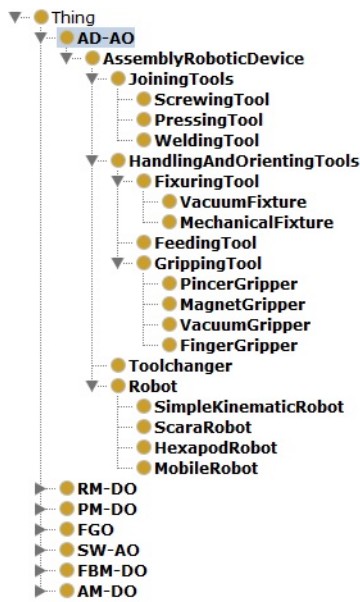 Thing
AD-AO
AssemblyRoboticDevice
JoiningTools
ScrewingTool
PressingTool
WeldingTool
HandlingAndOrientingTools
FixuringTool
VacuumFixture
MechanicalFixture
FeedingTool
GrippingTool
PincerGripper
MagnetGripper
VacuumGripper
FingerGripper
Toolchanger
Robot
SimpleKinematicRobot
ScaraRobot
HexapodRobot
MobileRobot
RM-DO
PM-DO
FGO
SW-AO
FBM-DO
AM-DO